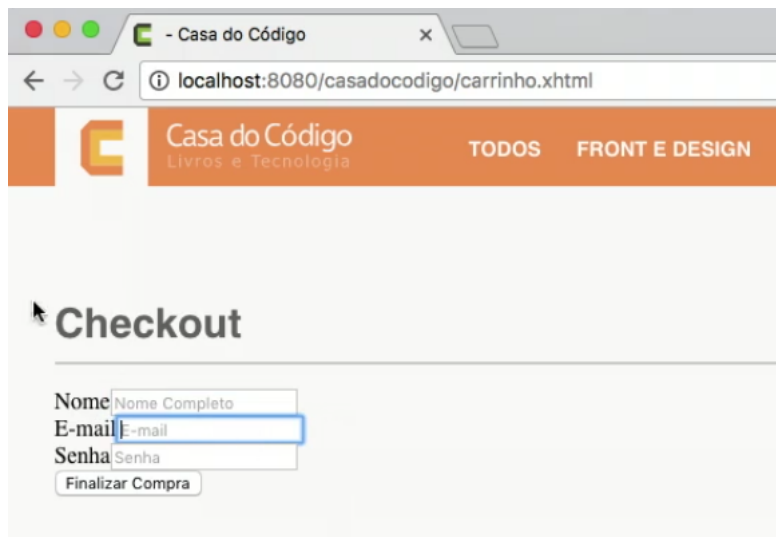 - Casa do Código
localhost:8080/casadocodigo/carrinho.xhtml
Casa do Código
Livros e Tecnologia
TODOS FRONT E DESIGN
Checkout
Nome Nome Completo
E-mail E-mail
Senha Senha
Finalizar Compra